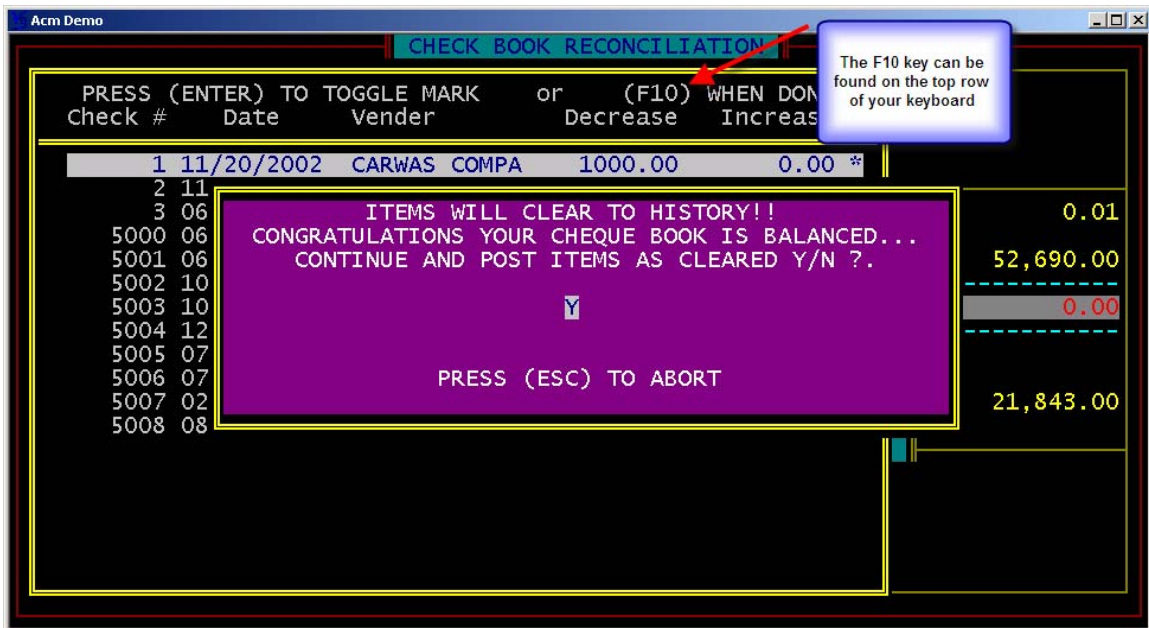 Acm Demo
CHECK BOOK RECONCILIATION
The F10 key can be
found on the top row
of your keyboard
PRESS (ENTER) TO TOGGLE MARK or (F10) WHEN DON
Check # Date Vender Decrease Increas
1 11/20/2002 CARWAS COMPA 1000.00 0.00 *
2 11
3 06
5000 06
5001 06
5002 10
5003 10
5004 12
5005 07
5006 07
5007 02
5008 08
ITEMS WILL CLEAR TO HISTORY!!
CONGRATULATIONS YOUR CHEQUE BOOK IS BALANCED...
CONTINUE AND POST ITEMS AS CLEARED Y/N ?.
Y
PRESS (ESC) TO ABORT
0.01
52,690.00
-----------
0.00
-----------
21,843.00